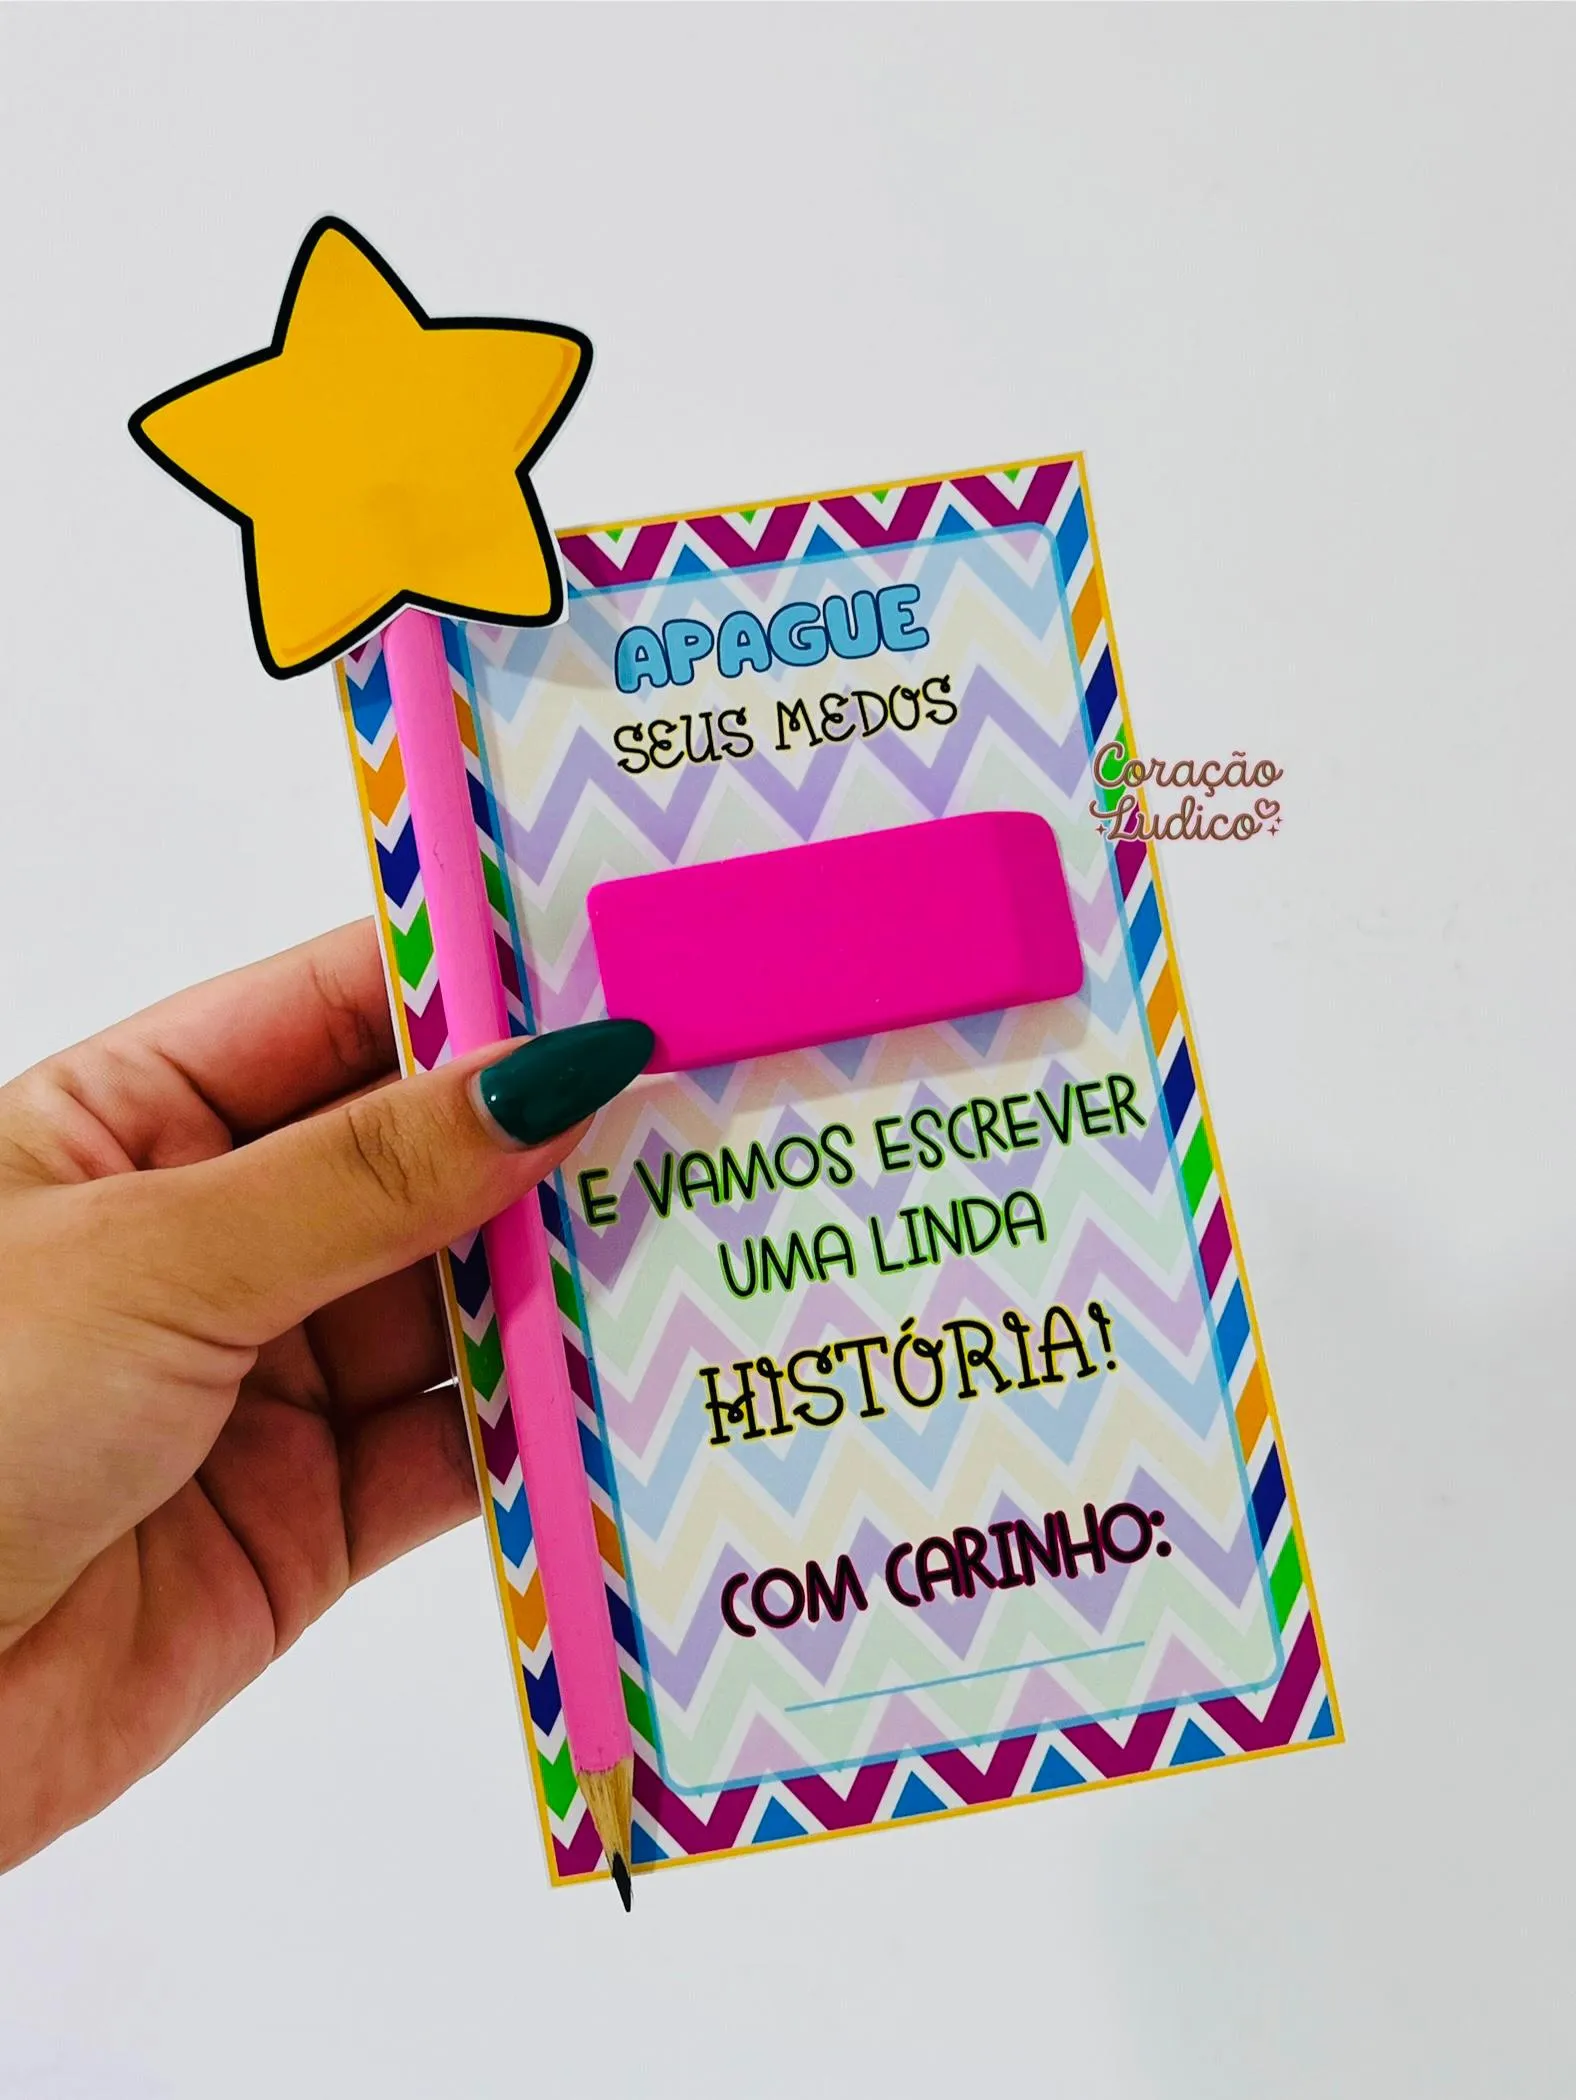 APAGUE
SEUS MEDOS
Coração
Ludico
E VAMOS ESCREVER
UMA LINDA
HISTÓRIA!
COM CARINHO: